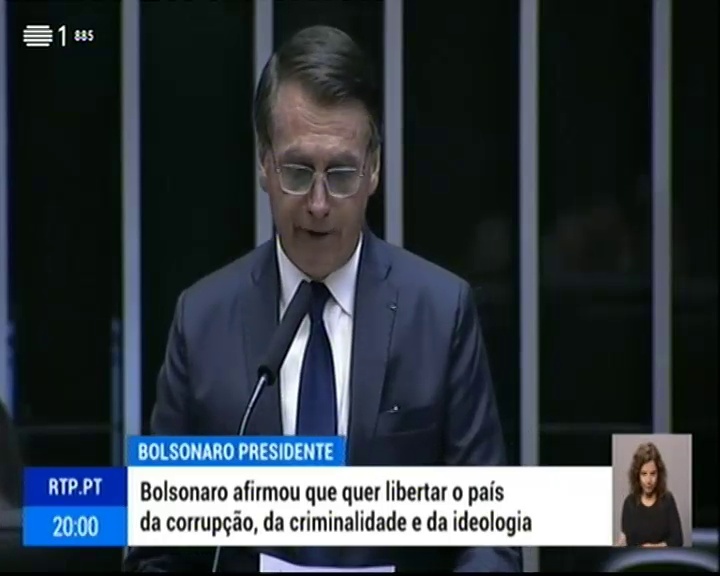 1 885
BOLSONARO PRESIDENTE
RTP.PT
Bolsonaro afirmou que quer libertar o país
20:00
da corrupção, da criminalidade e da ideologia